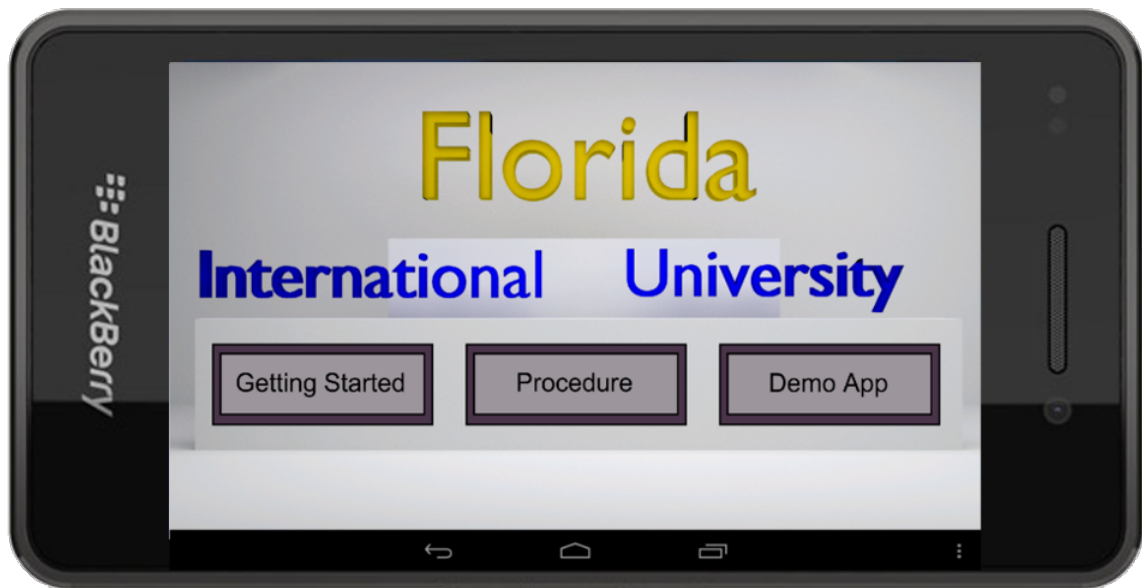 BlackBerry
Florida
International University
Getting Started
Procedure
Demo App